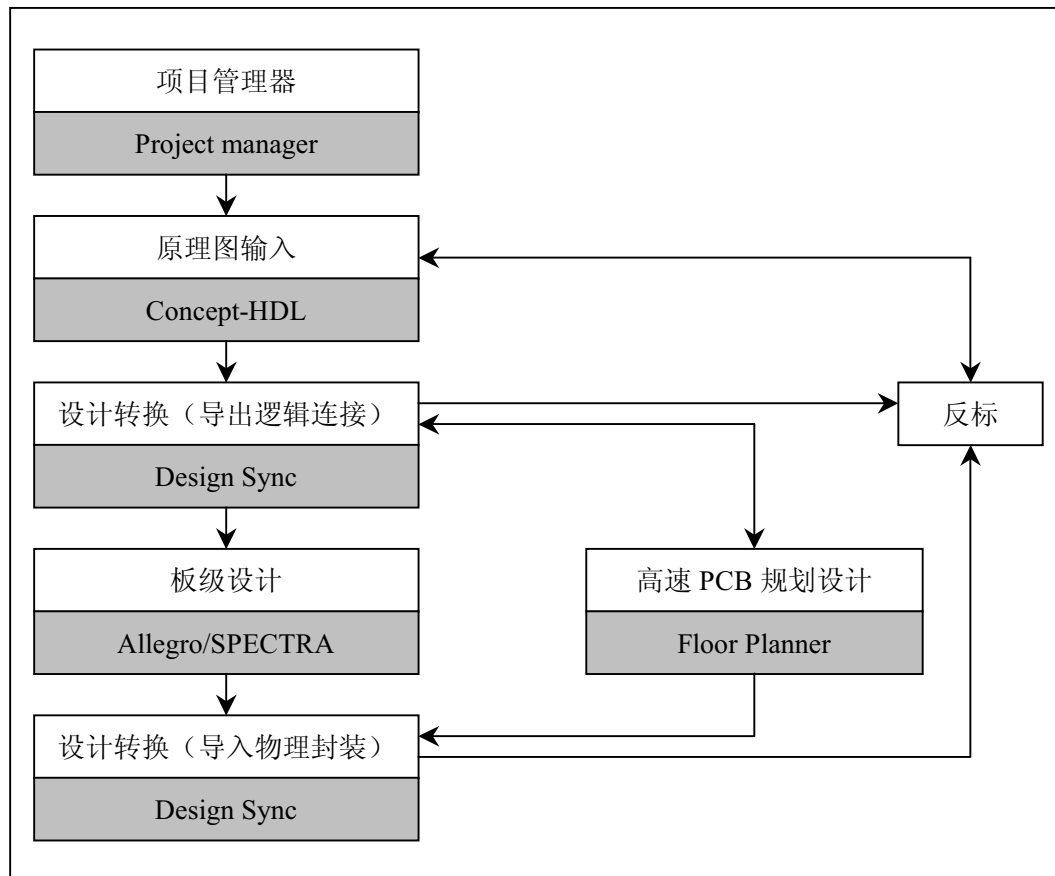 项目管理器
Project manager
原理图输入
Concept-HDL
设计转换（导出逻辑连接）
Design Sync
反标
板级设计
Allegro/SPECTRA
高速 PCB 规划设计
Floor Planner
设计转换（导入物理封装）
Design Sync